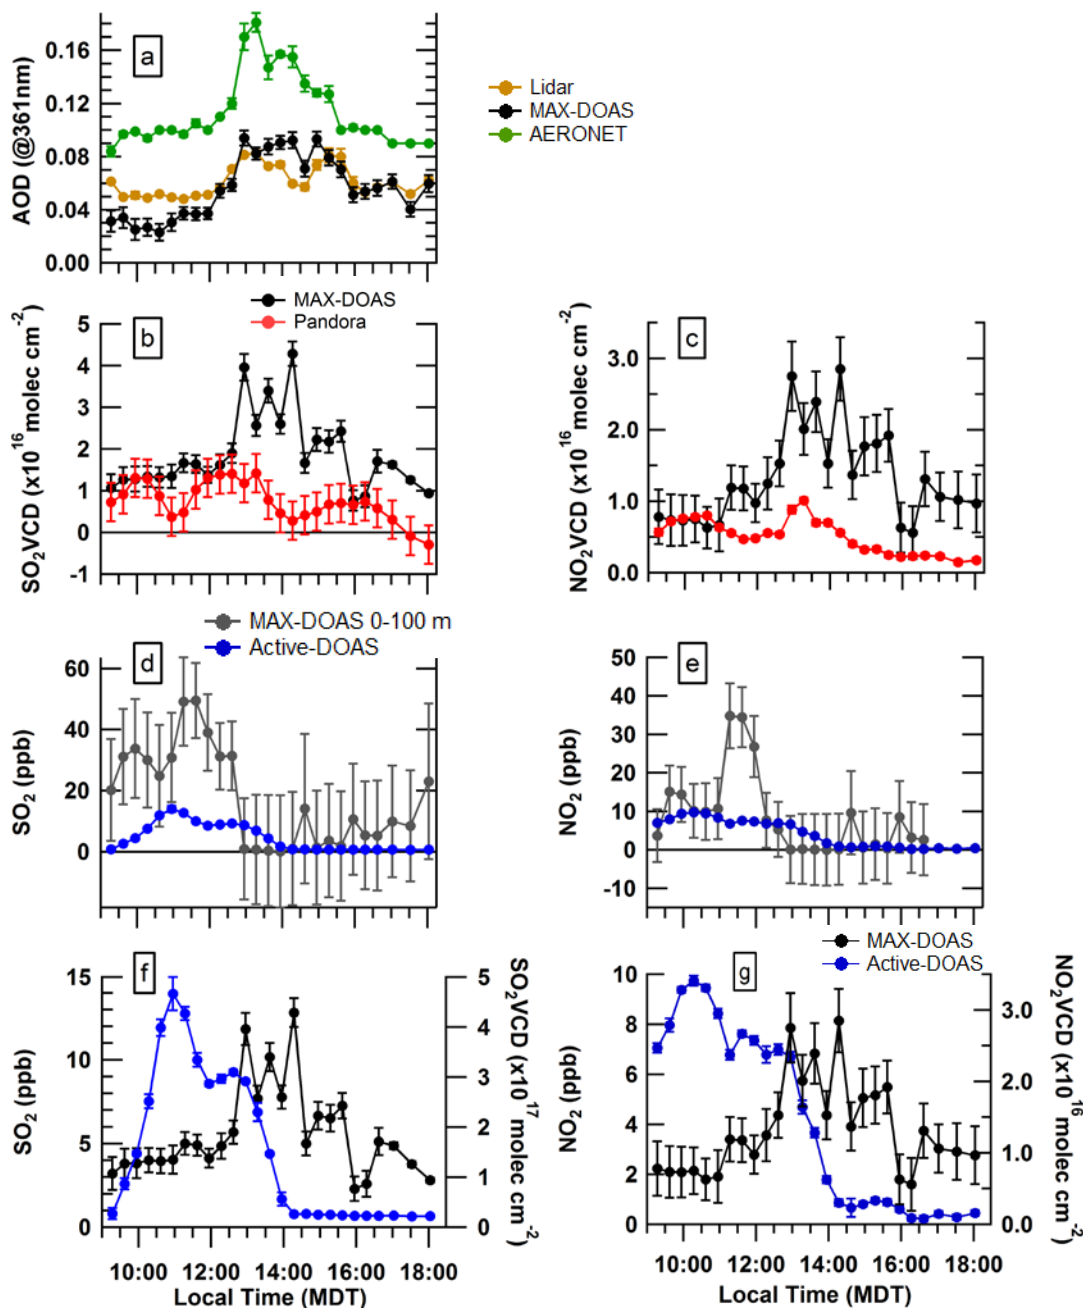 a
AOD (@361nm)
0.16
0.12
0.08
0.04
0.00
Lidar
MAX-DOAS
AERONET
MAX-DOAS
Pandora
b
SO2VCD (x10^16 molec cm^-2)
5
4
3
2
1
0
-1
c
NO2VCD (x10^16 molec cm^-2)
3.0
2.0
1.0
0.0
MAX-DOAS 0-100 m
Active-DOAS
d
SO2 (ppb)
60
40
20
0
e
NO2 (ppb)
50
40
30
20
10
0
-10
f
SO2 (ppb)
15
10
5
0
5
4
3
2
1
0
SO2VCD (x10^17 molec cm^-2)
10:00 12:00 14:00 16:00 18:00
Local Time (MDT)
MAX-DOAS
Active-DOAS
g
NO2 (ppb)
10
8
6
4
2
0
3.0
2.0
1.0
0.0
NO2VCD (x10^16 molec cm^-2)
10:00 12:00 14:00 16:00 18:00
Local Time (MDT)